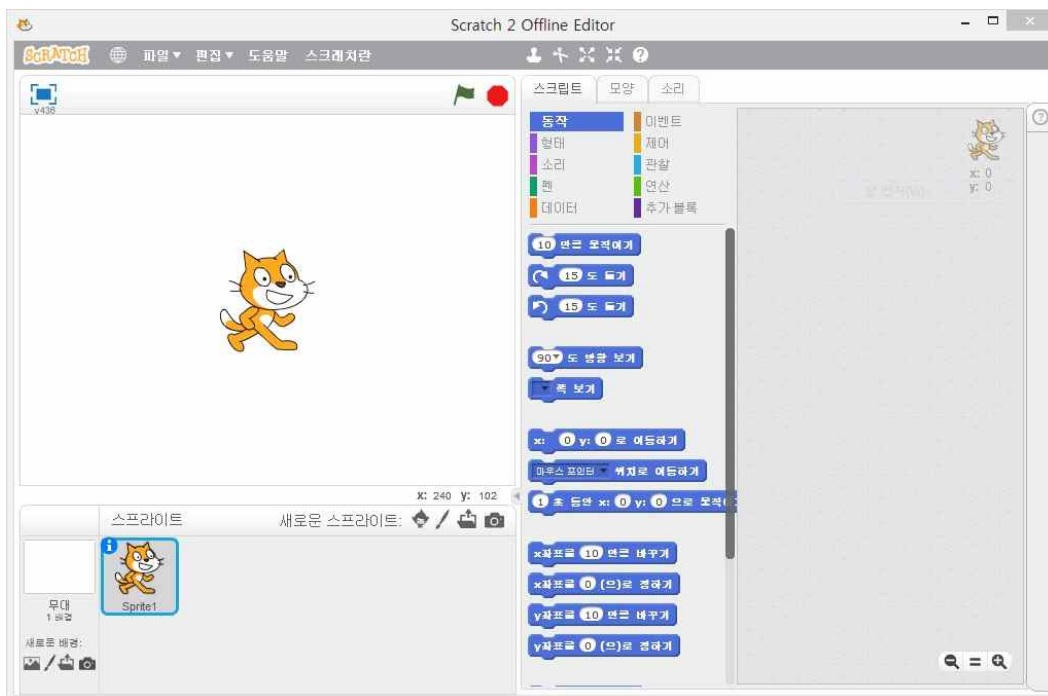 Scratch 2 Offline Editor
SCRATCH 파일▼ 편집▼ 도움말 스크래치란
v436
스크립트 모양 소리
동작 이벤트
형태 제어
소리 관찰
펜 연산
데이터 추가 블록
x: 0
y: 0
10 만큼 움직이기
15 도 돌기
15 도 돌기
90▼ 도 방향 보기
쪽 보기
x: 0 y: 0 로 이동하기
마우스 포인터 위치로 이동하기
1 초 동안 x: 0 y: 0 으로
x좌표를 10 만큼 바꾸기
x좌표를 0 (으)로 정하기
y좌표를 10 만큼 바꾸기
y좌표를 0 (으)로 정하기
X: 240 y: 102
스프라이트 새로운 스프라이트:
Sprite1
무대
1 배경
새로운 배경: